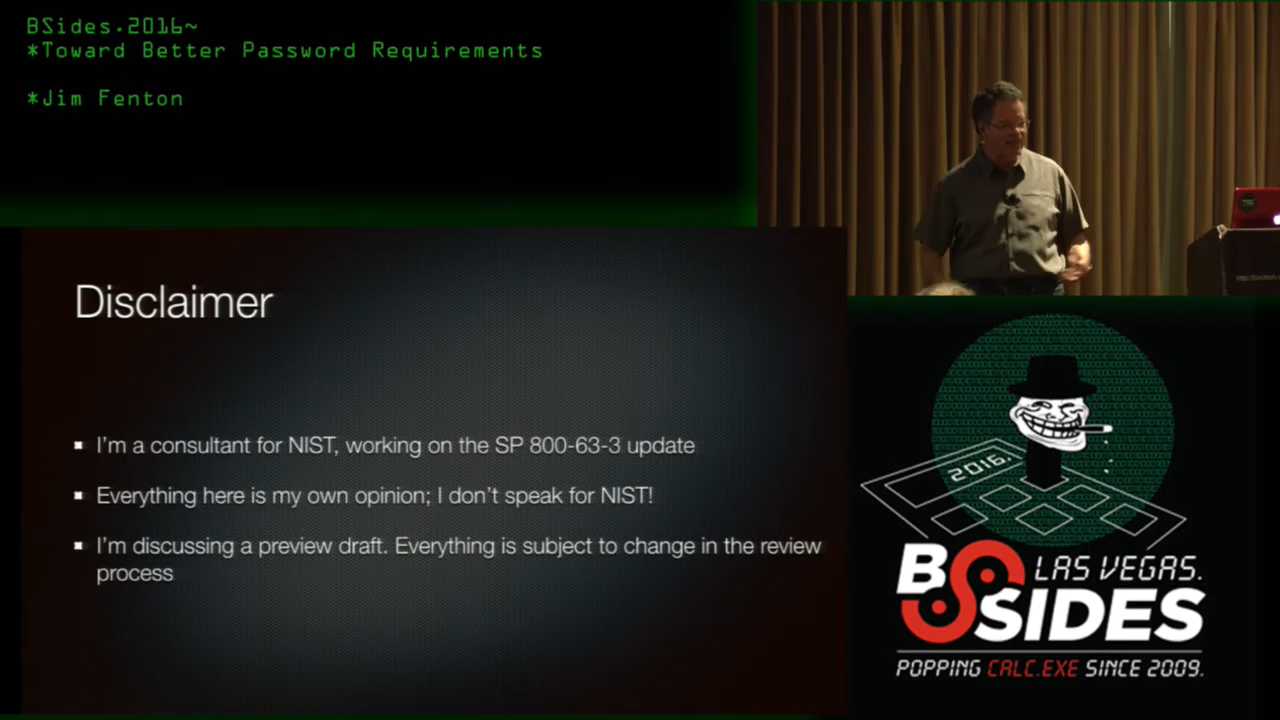 BSides.2016~
*Toward Better Password Requirements
*Jim Fenton
Disclaimer
I'm a consultant for NIST, working on the SP 800-63-3 update
Everything here is my own opinion; I don't speak for NIST!
I'm discussing a preview draft. Everything is subject to change in the review
process
2016.
BSIDES
LAS VEGAS.
POPPING CALC.EXE SINCE 2009.